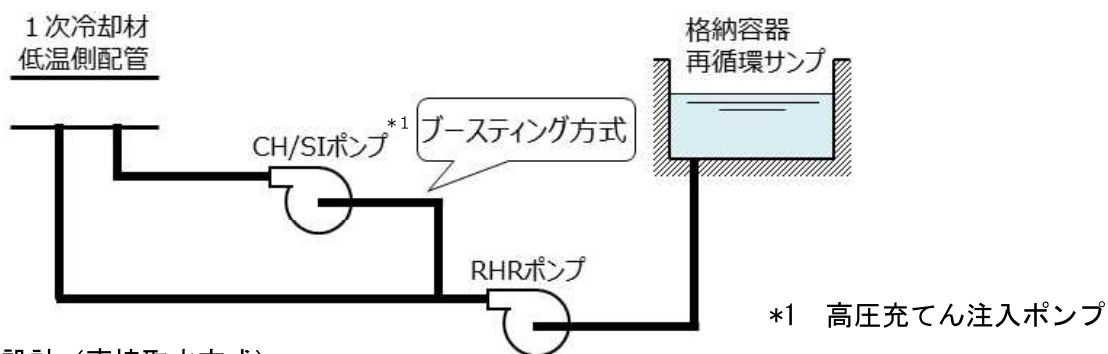 1次冷却材
低温側配管
格納容器
再循環サンプ
CH/SIポンプ
*1
ブースティング方式
RHRポンプ
*1 高圧充てん注入ポンプ